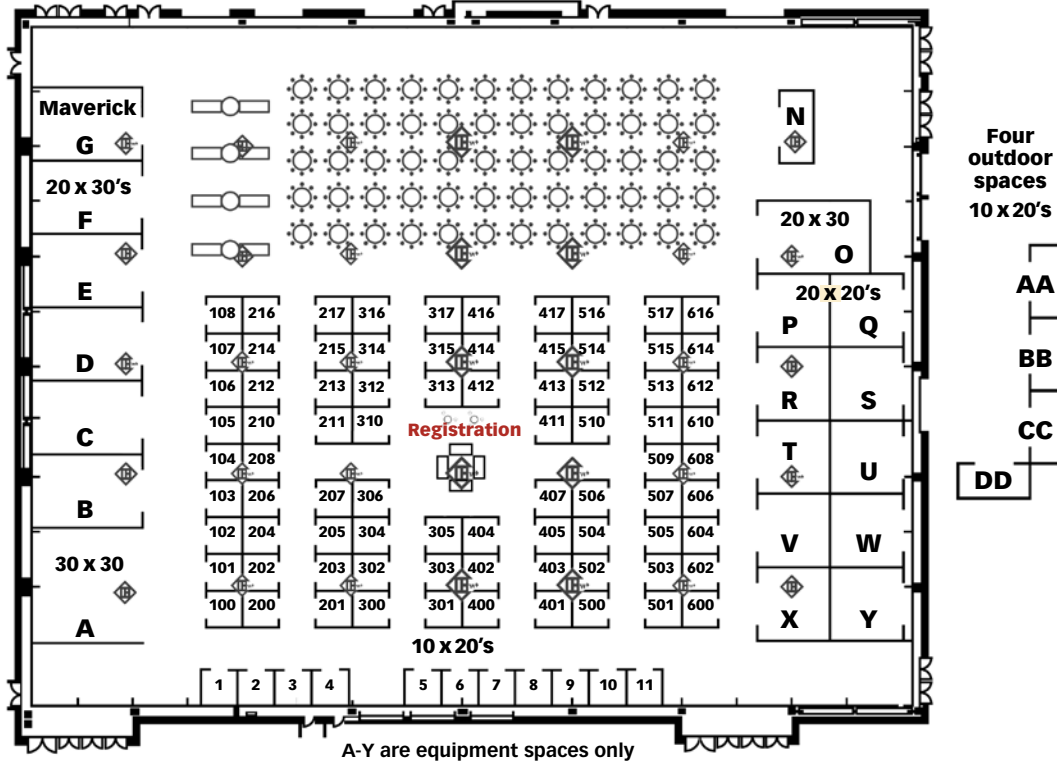 Maverick
G
20 x 30's
F
E
D
C
B
30 x 30
A
N
20 x 30
O
20 x 20's
P Q
R S
T
U
V W
X Y
Four
outdoor
spaces
10 x 20's
AA
BB
CC
DD
108 216 217 316 317 416 417 516 517 616
107 214 215 314 315 414 415 514 515 614
106 212 213 312 313 412 413 512 513 612
105 210 211 310 411 510 511 610
Registration
104 208 509 608
103 206 207 306 407 506 507 606
102 204 205 304 305 404 405 504 505 604
101 202 203 302 303 402 403 502 503 602
100 200 201 300 301 400 401 500 501 600
10 x 20's
1 2 3 4 5 6 7 8 9 10 11
A-Y are equipment spaces only